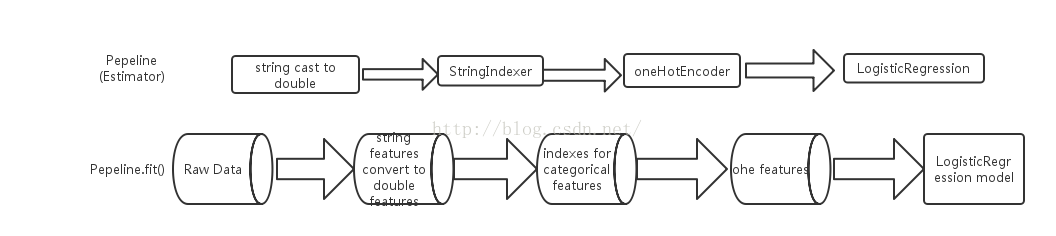 Pepeline
(Estimator)
string cast to
double
StringIndexer
oneHotEncoder
LogisticRegression
http://blog.csdn.net/
Pepeline.fit()
Raw Data
string
features
convert to
double
features
indexes for
categorical
features
ohe features
LogisticRegr
ession model